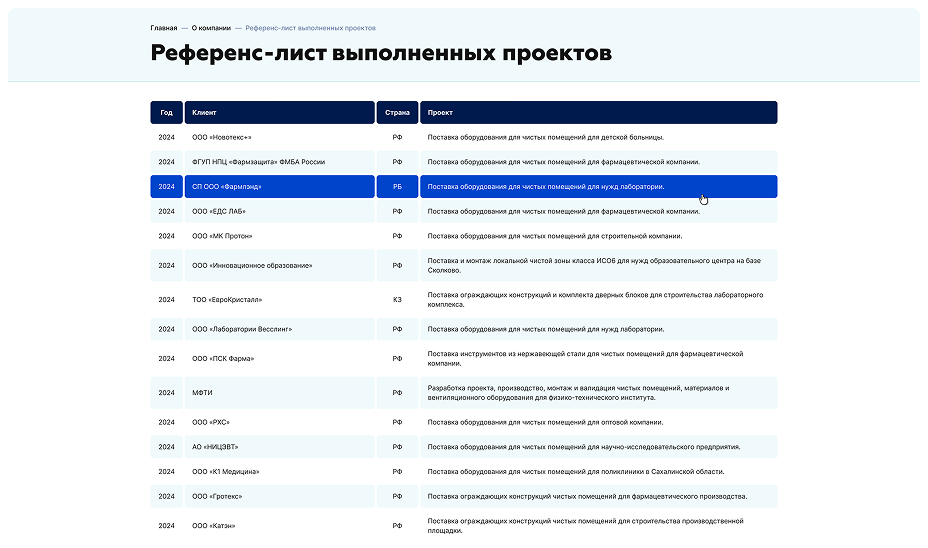 Главная — О компании — Референс-лист выполненных проектов
Референс-лист выполненных проектов
Год Клиент Страна Проект
2024 ООО «Новотекс+» РФ Поставка оборудования для чистых помещений для детской больницы.
2024 ФГУП НПЦ «Фармзащита» ФМБА России РФ Поставка оборудования для чистых помещений для фармацевтической компании.
2024 СП ООО «Фармлэнд» РБ Поставка оборудования для чистых помещений для нужд лаборатории.
2024 ООО «ЕДС ЛАБ» РФ Поставка оборудования для чистых помещений для фармацевтической компании.
2024 ООО «МК Протон» РФ Поставка оборудования для чистых помещений для строительной компании.
2024 ООО «Инновационное образование» РФ Поставка и монтаж локальной чистой зоны класса ИСО6 для нужд образовательного центра на базе
Сколково.
2024 ТОО «ЕвроКристалл» КЗ Поставка ограждающих конструкций и комплекта дверных блоков для строительства лабораторного
комплекса.
2024 ООО «Лаборатории Весслинг» РФ Поставка оборудования для чистых помещений для нужд лаборатории.
2024 ООО «ПСК Фарма» РФ Поставка инструментов из нержавеющей стали для чистых помещений для фармацевтической
компании.
2024 МФТИ РФ Разработка проекта, производство, монтаж и валидация чистых помещений, материалов и
вентиляционного оборудования для физико-технического института.
2024 ООО «РХС» РФ Поставка оборудования для чистых помещений для оптовой компании.
2024 АО «НИЦЭВТ» РФ Поставка оборудования для чистых помещений для научно-исследовательского предприятия.
2024 ООО «К1 Медицина» РФ Поставка оборудования для чистых помещений для поликлиники в Сахалинской области.
2024 ООО «Гротекс» РФ Поставка ограждающих конструкций чистых помещений для фармацевтического производства.
2024 ООО «Катэн» РФ Поставка ограждающих конструкций чистых помещений для строительства производственной
площадки.